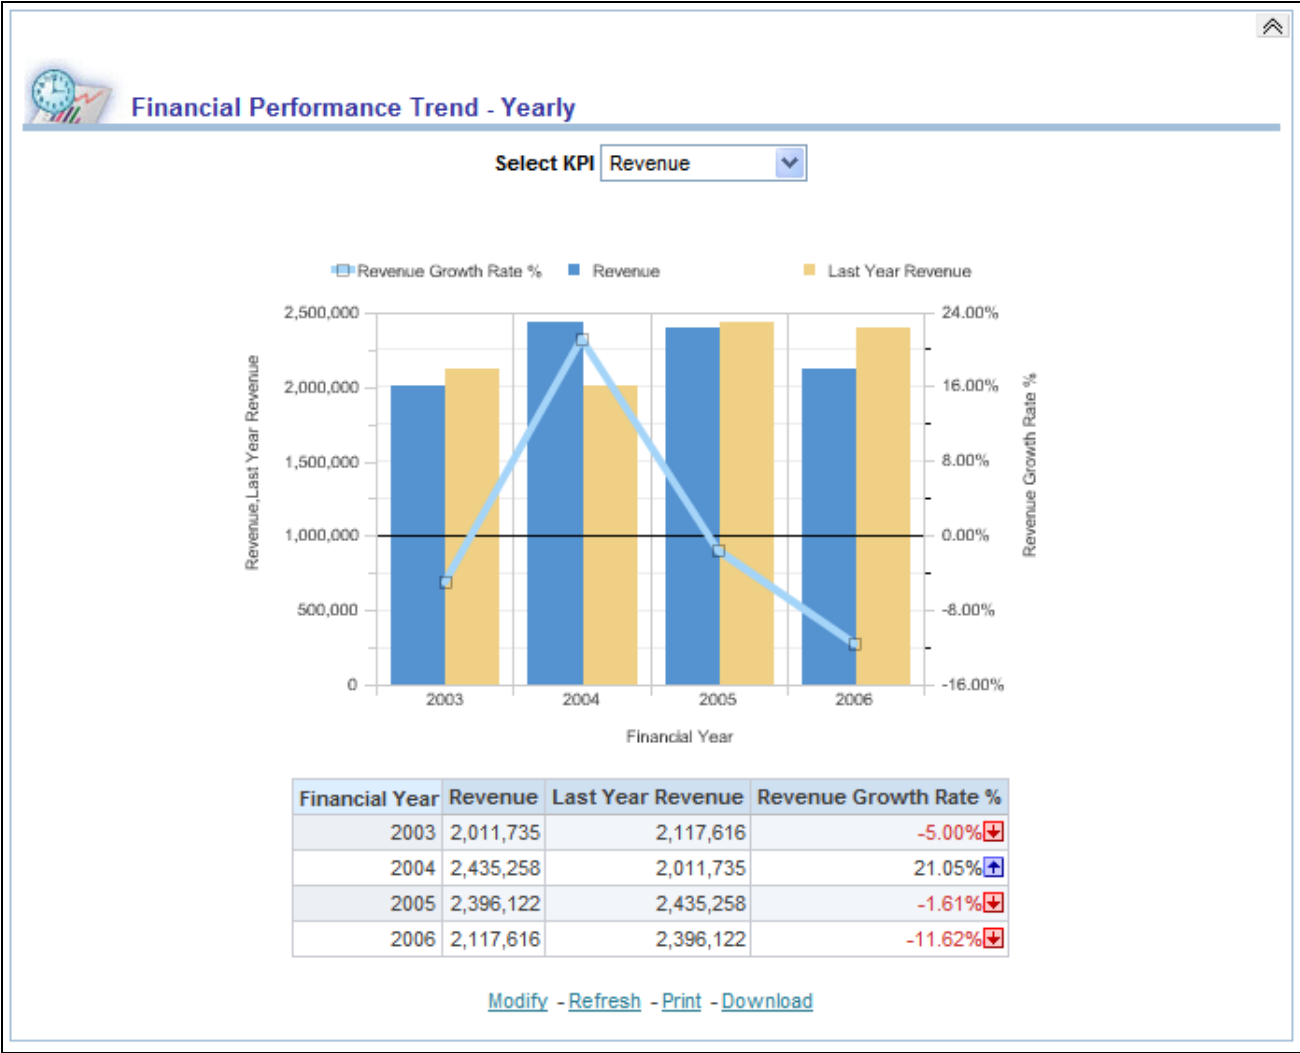 Financial Performance Trend - Yearly
Select KPI Revenue
Revenue Growth Rate % Revenue Last Year Revenue
Revenue,Last Year Revenue
2,500,000
2,000,000
1,500,000
1,000,000
500,000
0
24.00%
16.00%
8.00%
0.00%
-8.00%
-16.00%
Revenue Growth Rate %
2003 2004 2005 2006
Financial Year
Financial Year Revenue Last Year Revenue Revenue Growth Rate %
2003 2,011,735 2,117,616 -5.00%
2004 2,435,258 2,011,735 21.05%
2005 2,396,122 2,435,258 -1.61%
2006 2,117,616 2,396,122 -11.62%
Modify - Refresh - Print - Download